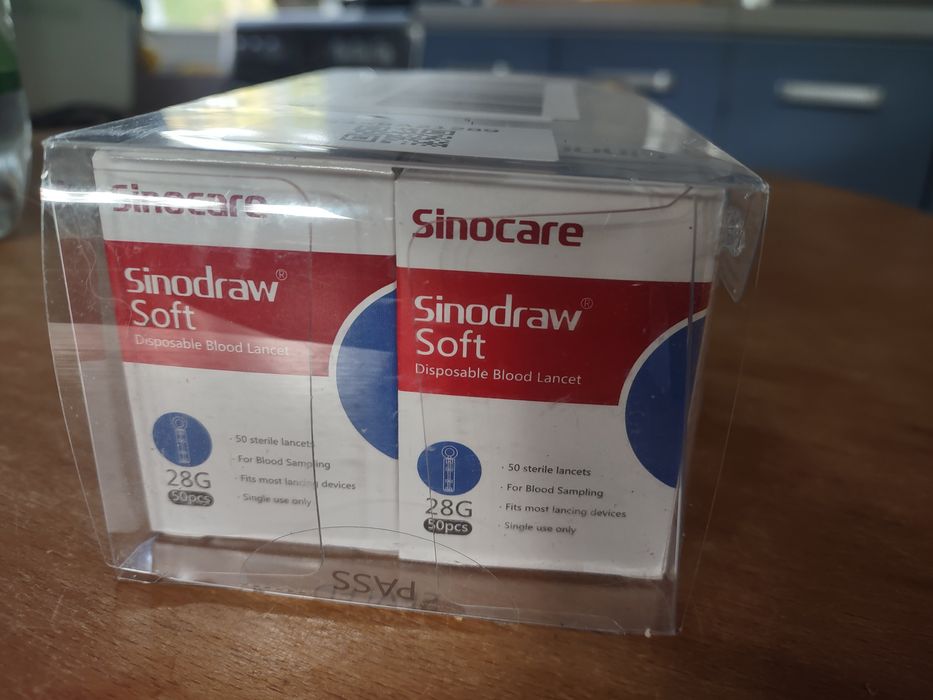 Sinocare
Sinodraw®
Soft
Disposable Blood Lancet
· 50 sterile lancets
· For Blood Sampling
· Fits most lancing devices
· Single use only
28G
50pcs
Sinocare
Sinodraw®
Soft
Disposable Blood Lancet
· 50 sterile lancets
· For Blood Sampling
· Fits most lancing devices
· Single use only
28G
50pcs
PASS